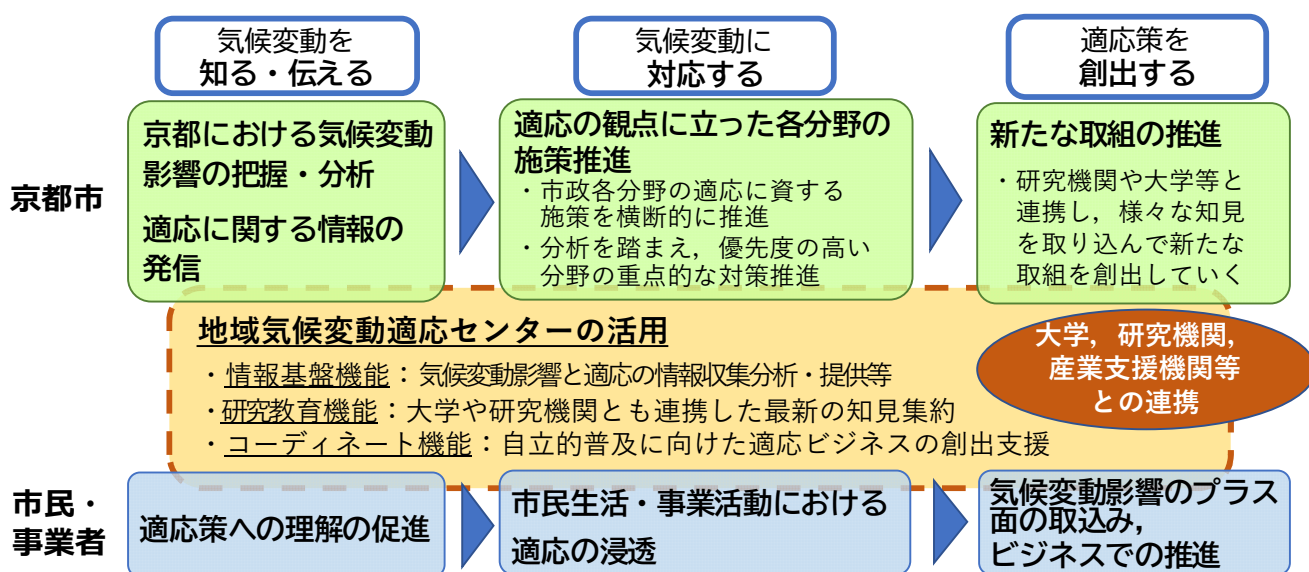 気候変動を
知る・伝える
気候変動に
対応する
適応策を
創出する
京都市
京都における気候変動
影響の把握・分析
適応に関する情報の
発信
適応の観点に立った各分野の
施策推進
・市政各分野の適応に資する
施策を横断的に推進
・分析を踏まえ，優先度の高い
分野の重点的な対策推進
新たな取組の推進
・研究機関や大学等と
連携し，様々な知見
を取り込んで新たな
取組を創出していく
地域気候変動適応センターの活用
・情報基盤機能：気候変動影響と適応の情報収集分析・提供等
・研究教育機能：大学や研究機関とも連携した最新の知見集約
・コーディネート機能：自立的普及に向けた適応ビジネスの創出支援
大学，研究機関，
産業支援機関等
との連携
市民・
事業者
適応策への理解の促進
市民生活・事業活動における
適応の浸透
気候変動影響のプラス
面の取込み，
ビジネスでの推進